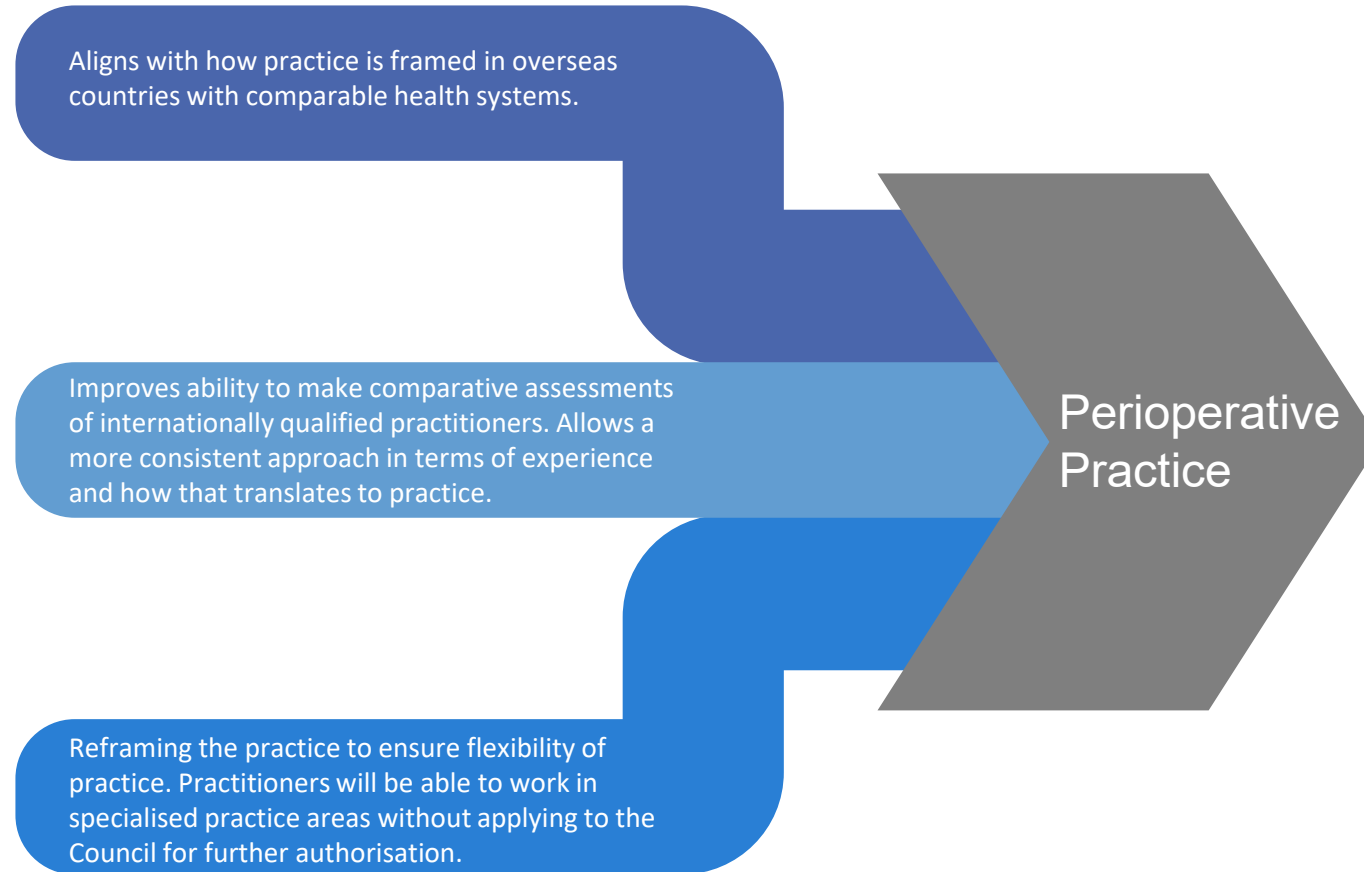 Aligns with how practice is framed in overseas
countries with comparable health systems.
Improves ability to make comparative assessments
of internationally qualified practitioners. Allows a
more consistent approach in terms of experience
and how that translates to practice.
Perioperative
Practice
Reframing the practice to ensure flexibility of
practice. Practitioners will be able to work in
specialised practice areas without applying to the
Council for further authorisation.